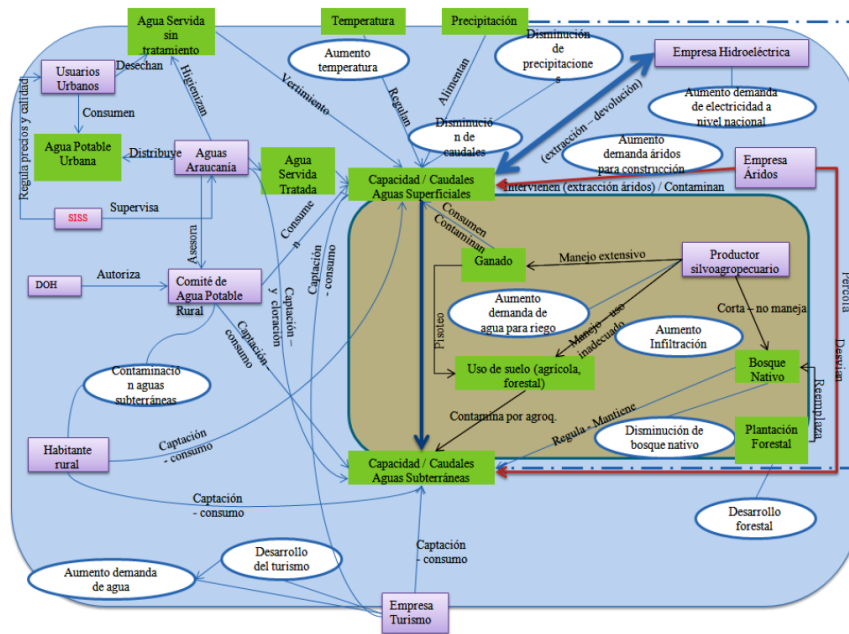 Agua Servida
sin
tratamiento
Temperatura
Precipitación
Aumento
temperatura
Disminución
de
precipitacione
s
Empresa Hidroeléctrica
Usuarios
Urbanos
Desechan
Higienizan
Vertimiento
Regulan
Alimentan
(extracción – devolución)
Aumento demanda
de electricidad a
nivel nacional
Regula precios y calidad
Consumen
Agua Potable
Urbana
Distribuye
Aguas
Araucanía
Agua
Servida
Tratada
Disminució
n de
caudales
Aumento
demanda áridos
para construcción
Empresa
Áridos
Capacidad / Caudales
Aguas Superficiales
Intervienen (extracción áridos) / Contaminan
SISS
Supervisa
Asesora
Consume
n
Consumen
Contaminan
Ganado
Manejo extensivo
Productor
silvoagropecuario
DOH
Autoriza
Comité de
Agua Potable
Rural
Captación –
y cloración
Captación
- consumo
Pisoteo
Aumento
demanda de
agua para riego
Manejo – uso
inadecuado
Corta – no maneja
Aumento
Infiltración
Percola
Desvían
Captación -
consumo
Contaminació
n aguas
subterráneas
Uso de suelo (agrícola,
forestal)
Bosque
Nativo
Reemplaza
Contamina por agroq.
Regula - Mantiene
Disminución de
bosque nativo
Plantación
Forestal
Habitante
rural
Captación
- consumo
Capacidad / Caudales
Aguas Subterráneas
Captación
- consumo
Desarrollo
forestal
Desarrollo
del turismo
Captación
- consumo
Aumento demanda
de agua
Empresa
Turismo